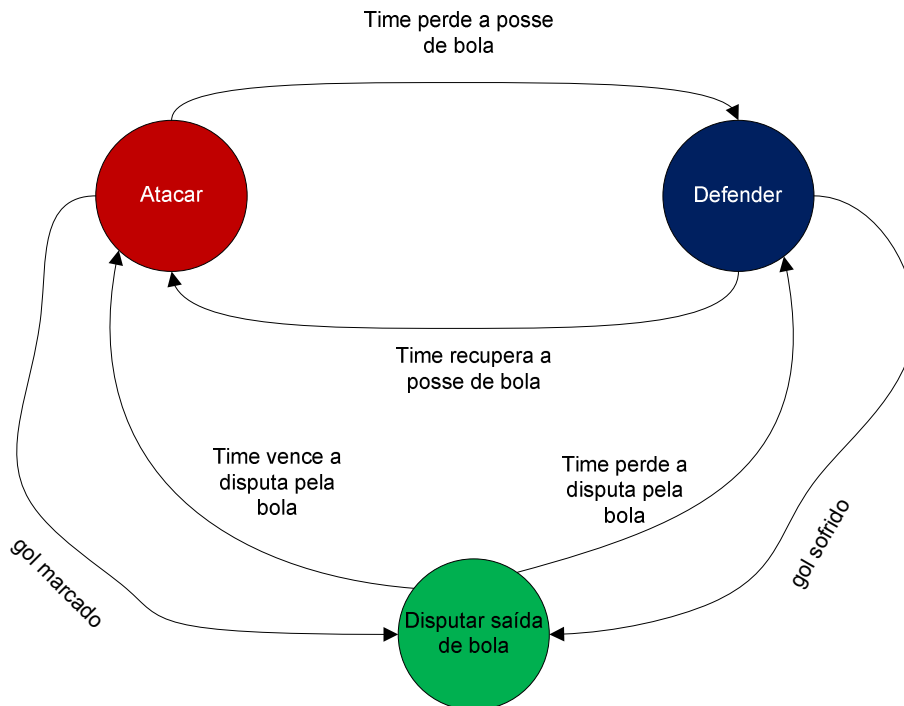 Time perde a posse
de bola
Atacar
Defender
Time recupera a
posse de bola
Time vence a
disputa pela
bola
Time perde a
disputa pela
bola
gol marcado
gol sofrido
Disputar saída
de bola